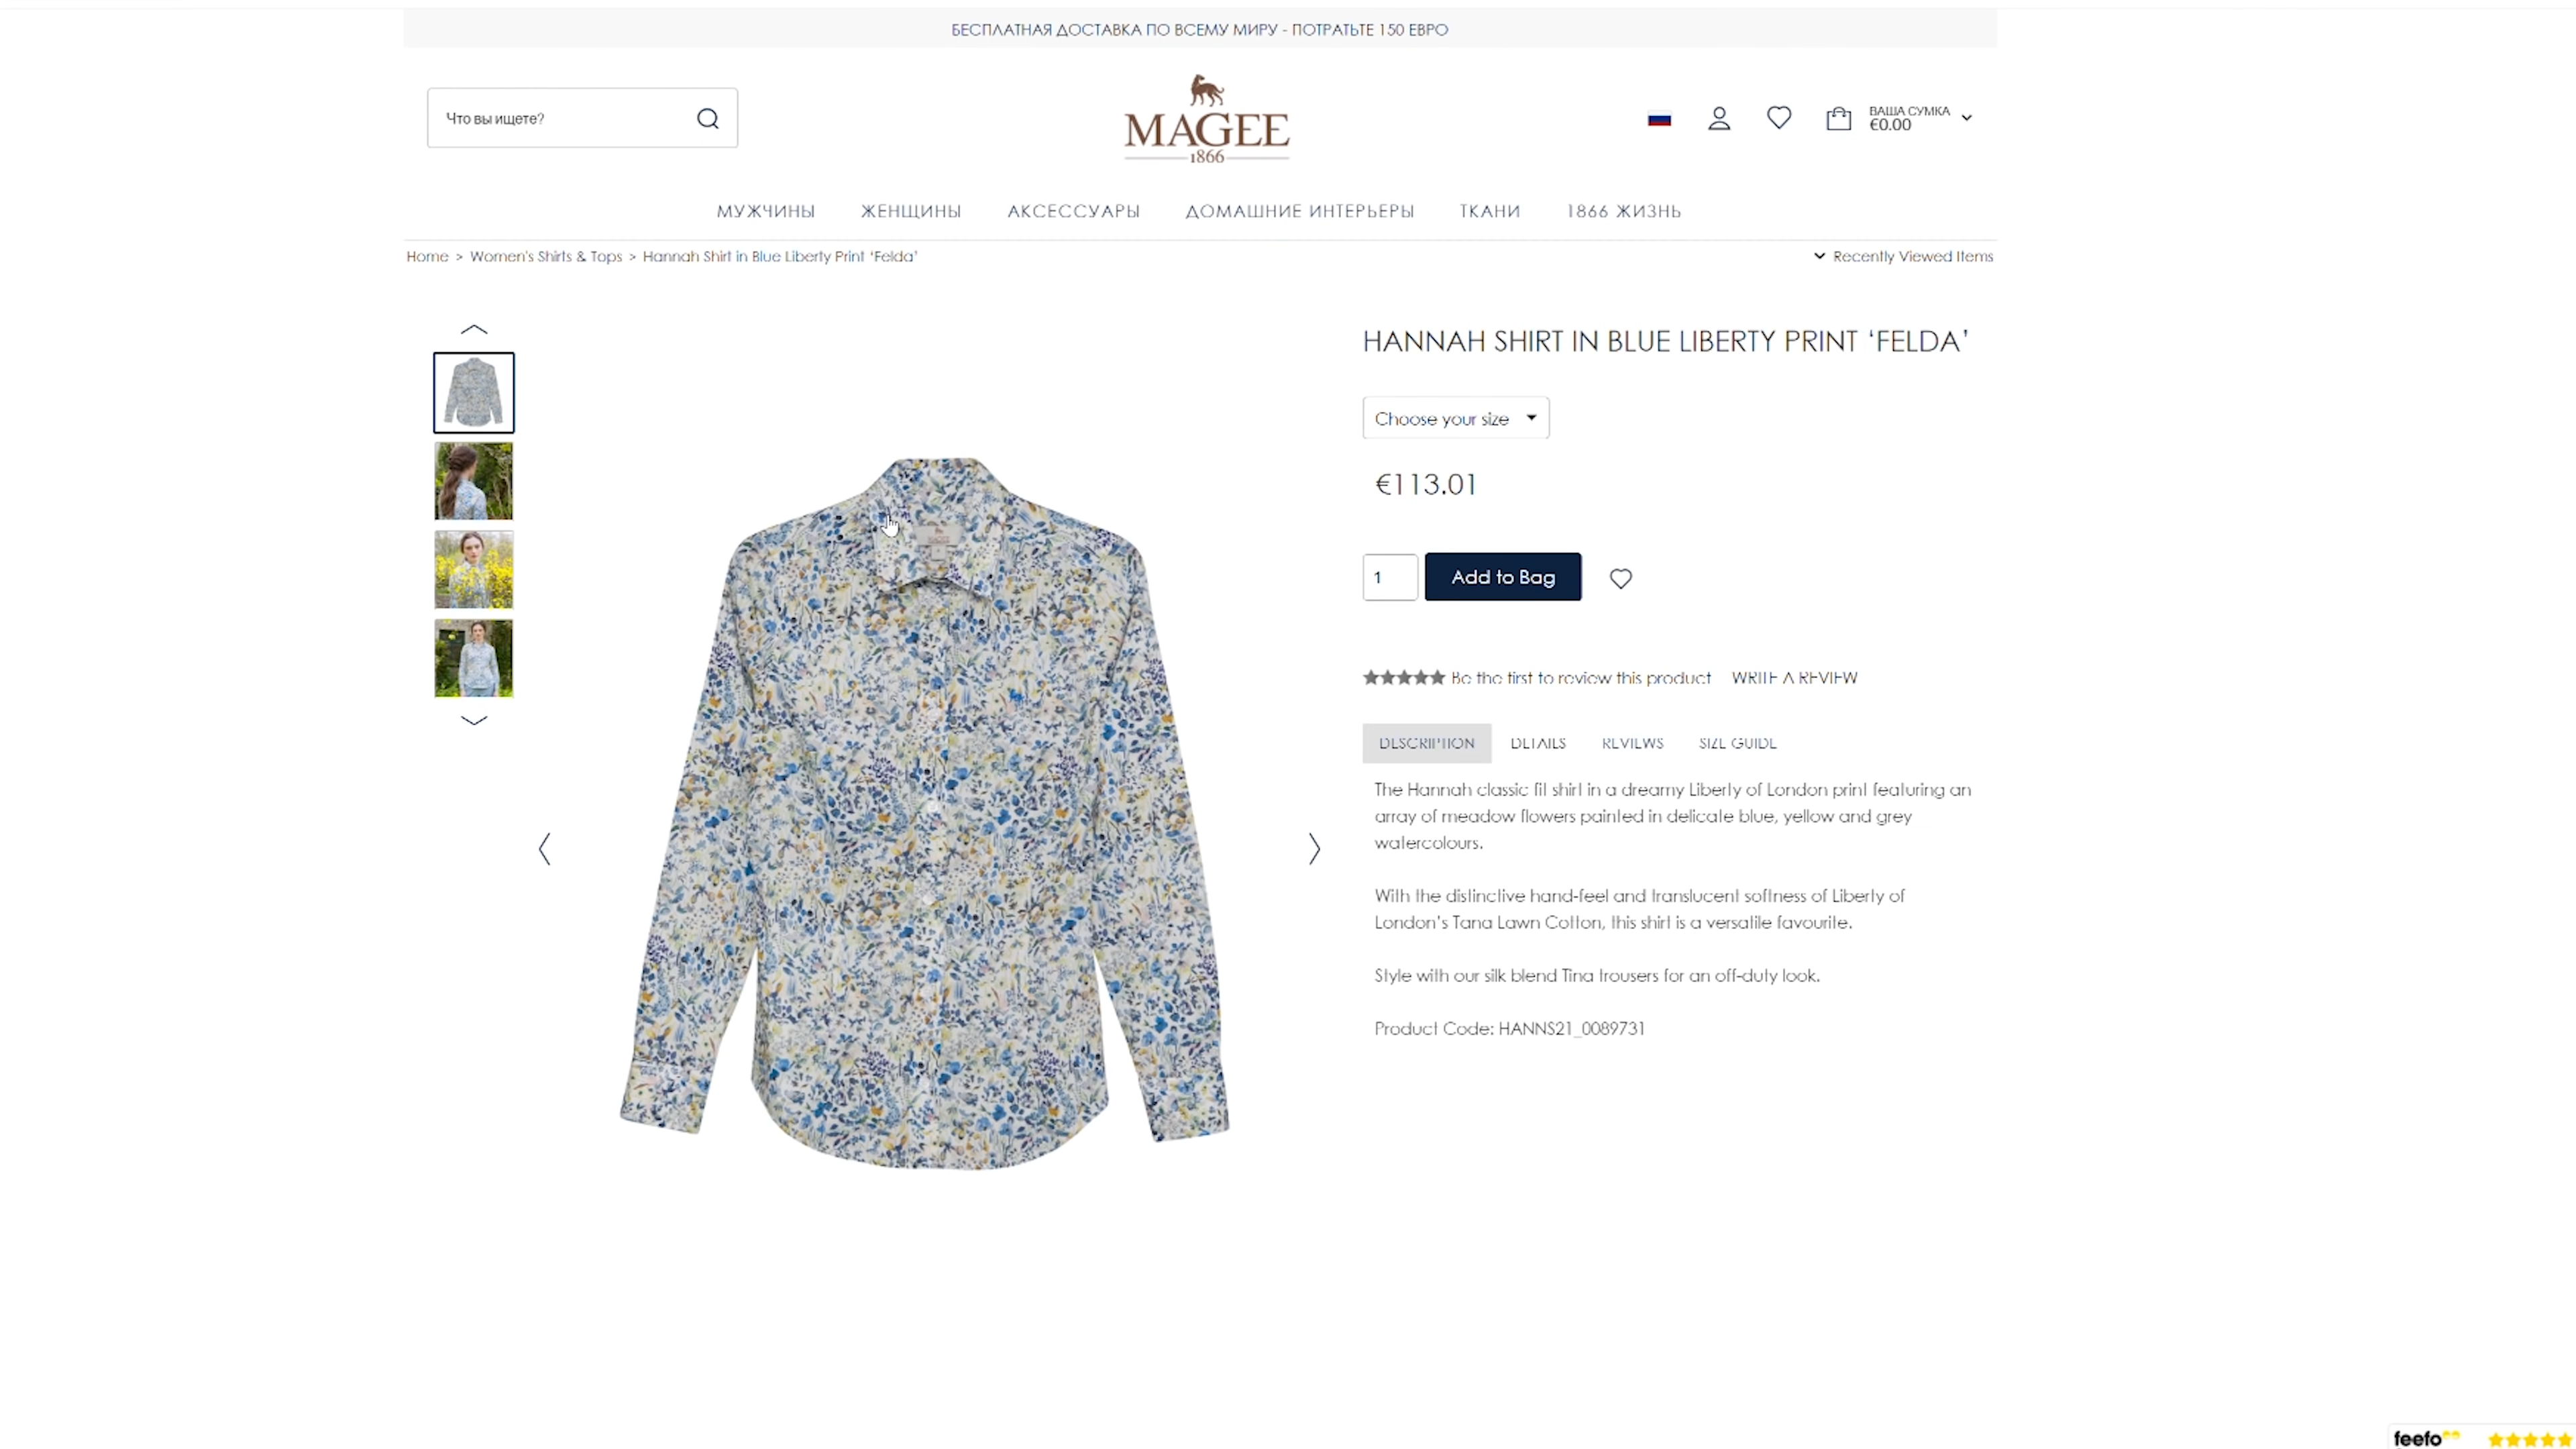 БЕСПЛАТНАЯ ДОСТАВКА ПО ВСЕМУ МИРУ - ПОТРАТЬТЕ 150 ЕВРО
Что вы ищете?
MAGEE
1866
ВАША СУМКА
€0.00
МУЖЧИНЫ ЖЕНЩИНЫ АКСЕССУАРЫ ДОМАШНИЕ ИНТЕРЬЕРЫ ТКАНИ 1866 ЖИЗНЬ
Home > Women's Shirts & Tops > Hannah Shirt in Blue Liberty Print ‘Felda’
Recently Viewed Items
HANNAH SHIRT IN BLUE LIBERTY PRINT ‘FELDA’
Choose your size
€113.01
1 Add to Bag
Be the first to review this product WRITE A REVIEW
DESCRIPTION DETAILS REVIEWS SIZE GUIDE
The Hannah classic fit shirt in a dreamy Liberty of London print featuring an
array of meadow flowers painted in delicate blue, yellow and grey
watercolours.
With the distinctive hand-feel and translucent softness of Liberty of
London’s Tana Lawn Cotton, this shirt is a versatile favourite.
Style with our silk blend Tina trousers for an off-duty look.
Product Code: HANNS21_0089731
feefo